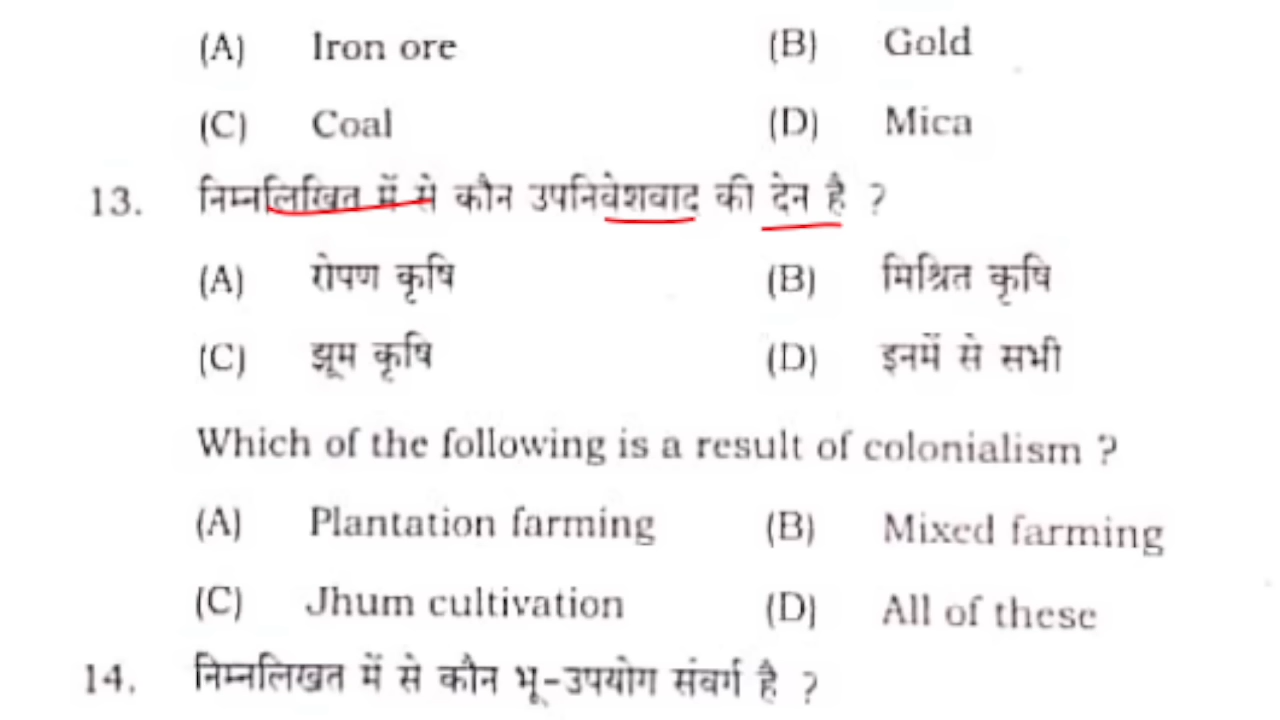 (A) Iron ore (B) Gold
(C) Coal (D) Mica
13. निम्नलिखित में से कौन उपनिवेशवाद की देन है ?
(A) रोपण कृषि (B) मिश्रित कृषि
(C) झूम कृषि (D) इनमें से सभी
Which of the following is a result of colonialism ?
(A) Plantation farming (B) Mixed farming
(C) Jhum cultivation (D) All of these
14. निम्नलिखत में से कौन भू-उपयोग संवर्ग है ?